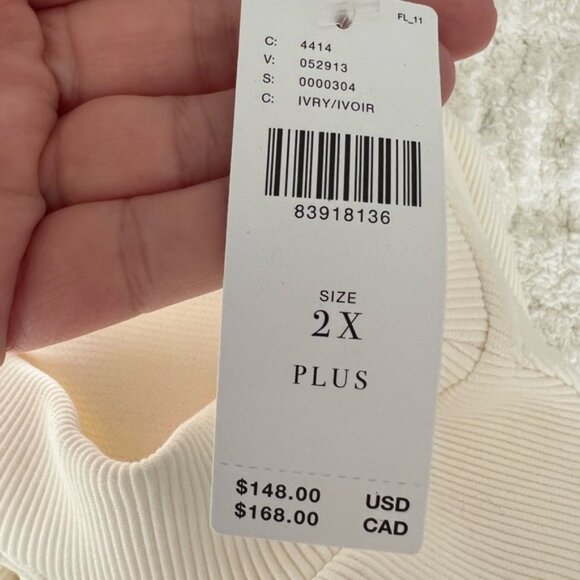 FL_11
C: 4414
V: 052913
S: 0000304
C: IVRY/IVOIR
83918136
SIZE
2X
PLUS
$148.00 USD
$168.00 CAD